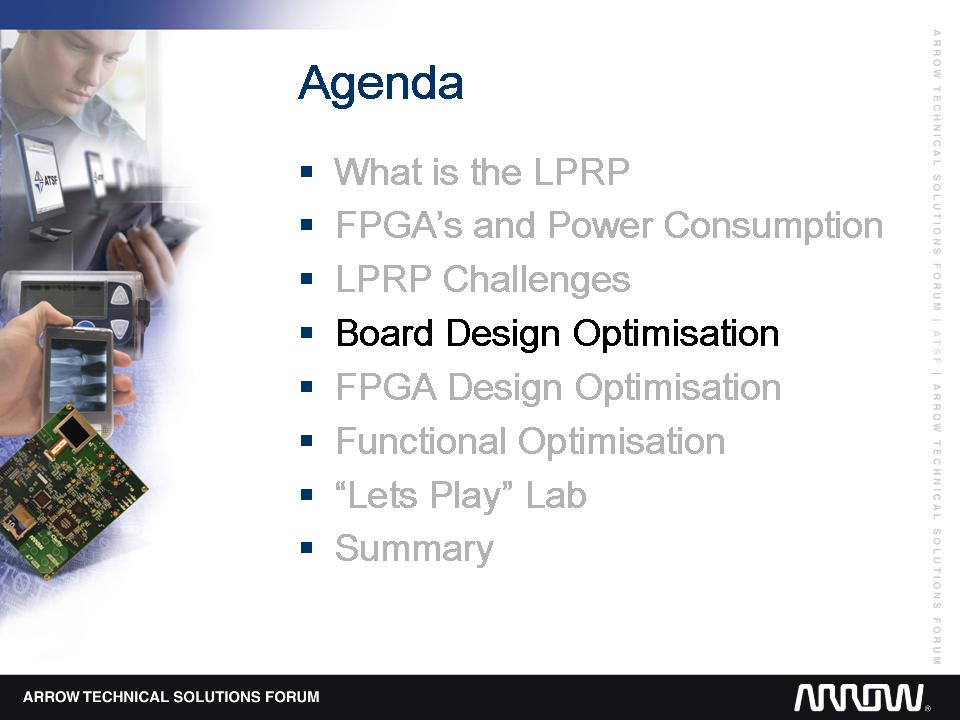 Agenda
What is the LPRP
FPGA's and Power Consumption
LPRP Challenges
Board Design Optimisation
FPGA Design Optimisation
Functional Optimisation
“Lets Play” Lab
Summary
ATSF
ARROW TECHNICAL SOLUTIONS FORUM | ATSF | ARROW TECHNICAL SOLUTIONS FORUM
ARROW TECHNICAL SOLUTIONS FORUM
ARROW®